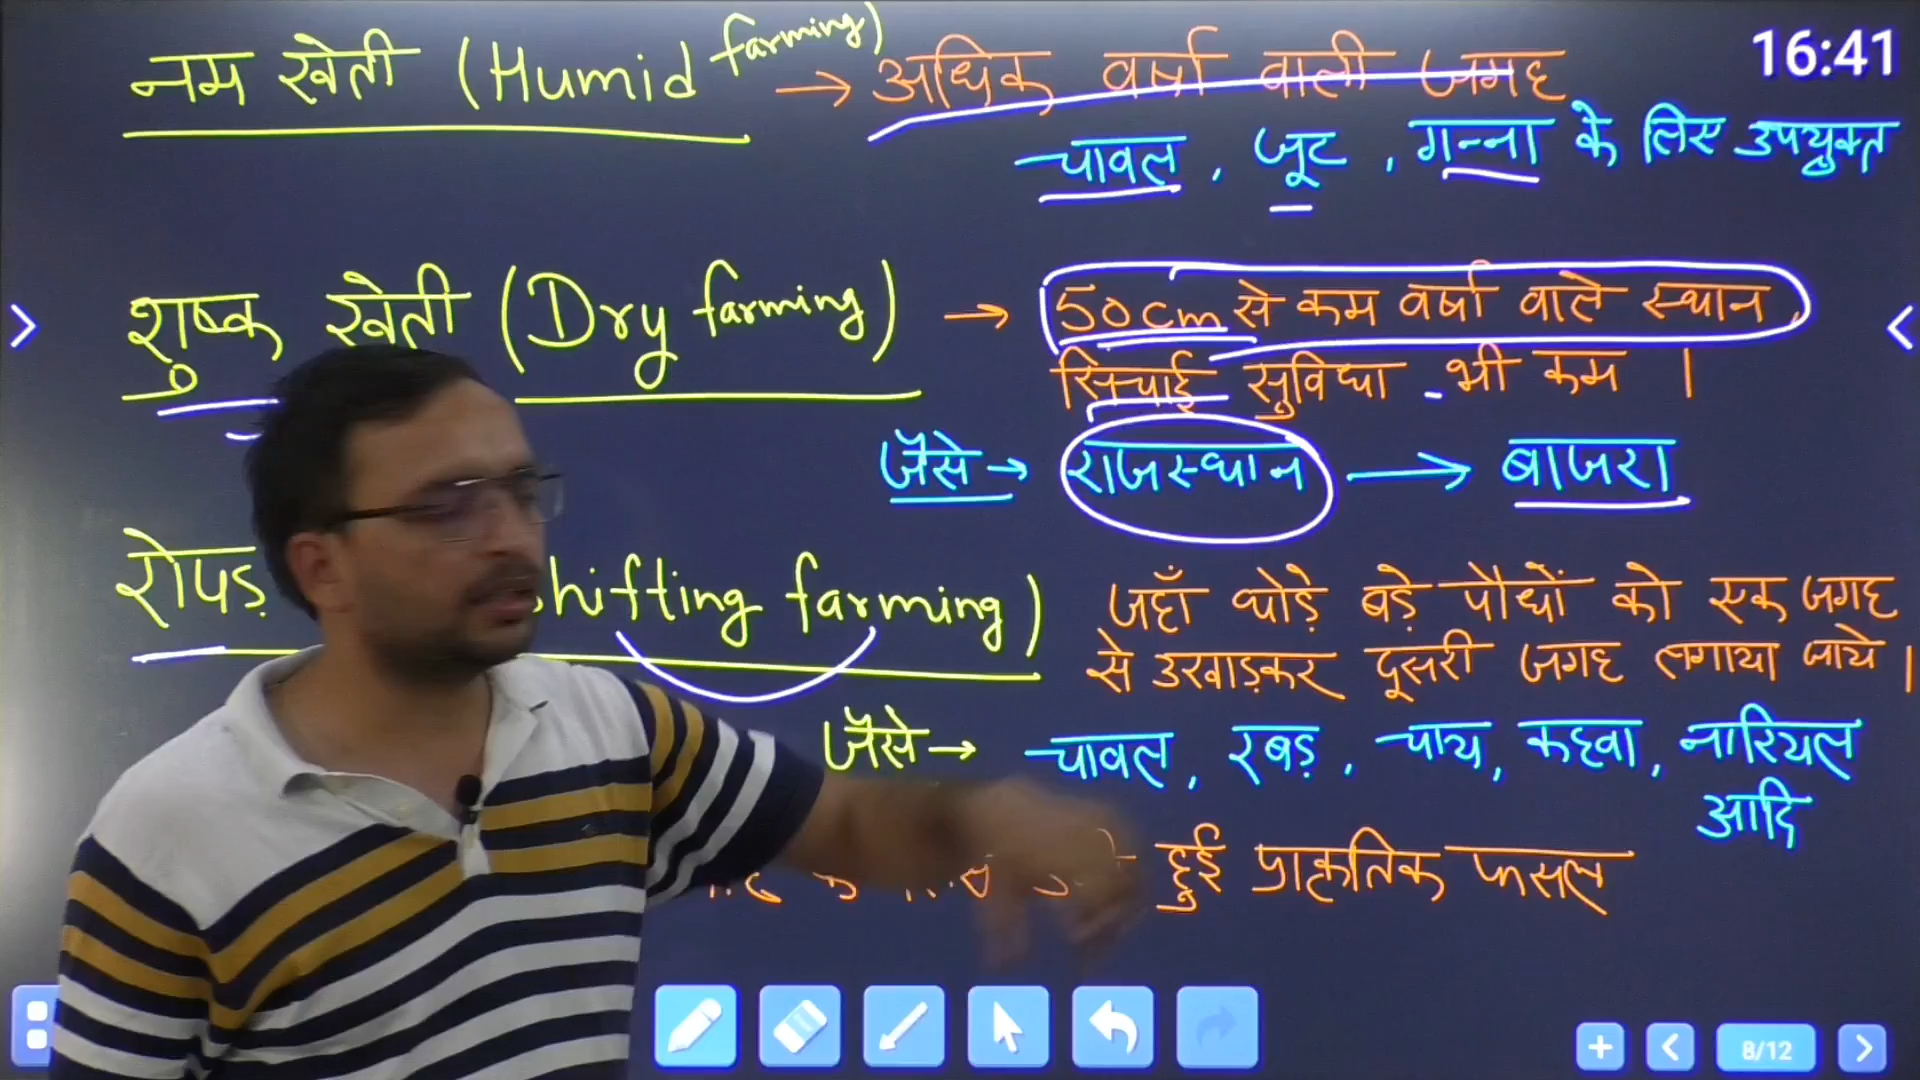 नम खेती (Humid farming) → अधिक वर्षा वाली जगह
16:41
चावल, जूट, गन्ना के लिए उपयुक्त
शुष्क खेती (Dry farming) → 50cm से कम वर्षा वाले स्थान,
सिचाई सुविधा भी कम ।
जैसे → राजस्थान → बाजरा
रोपड़ hifting farming) जहाँ थोड़े बड़े पौधों को एक जगह
से उखाड़कर दूसरी जगह लगाया जाये ।
जैसे → चावल, रबड़, चाय, कहवा, नारियल
आदि
हुई प्राकृतिक फसल
8/12